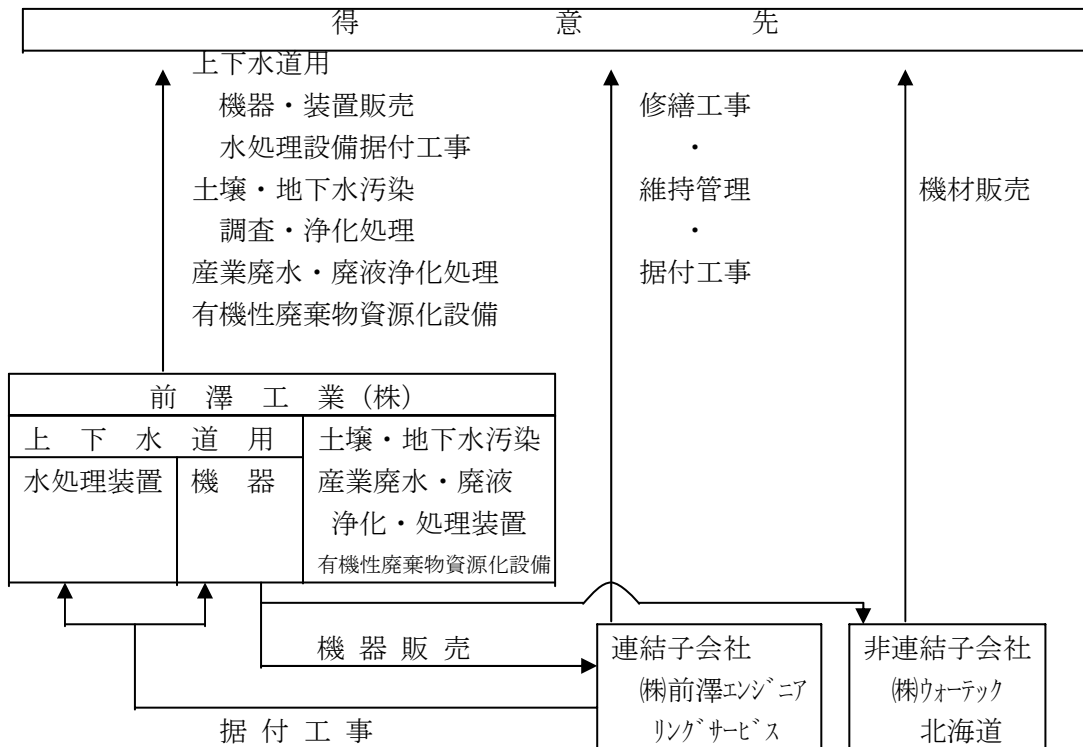 得意先
上下水道用
機器・装置販売
水処理設備据付工事
土壌・地下水汚染
調査・浄化処理
産業廃水・廃液浄化処理
有機性廃棄物資源化設備
修繕工事
・
維持管理
・
据付工事
機材販売
前澤工業(株)
上下水道用
水処理装置
機器
土壌・地下水汚染
産業廃水・廃液
浄化・処理装置
有機性廃棄物資源化設備
機器販売
据付工事
連結子会社
㈱前澤エンジニア
リングサービス
非連結子会社
㈱ウォーテック
北海道